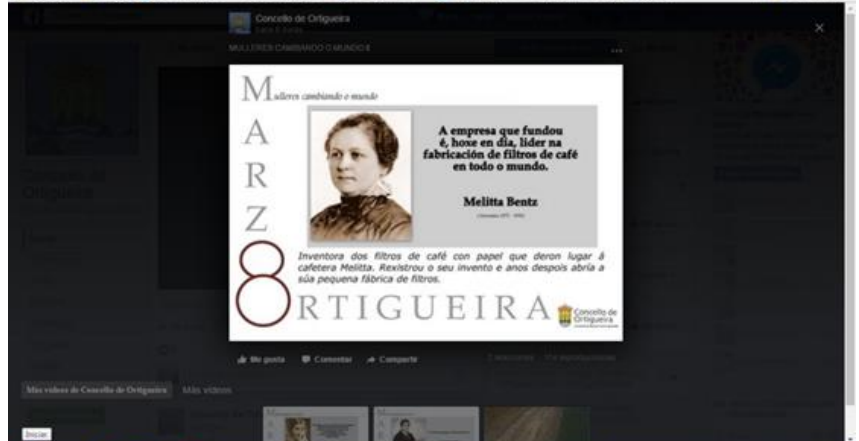 Concello de Ortigueira
MULLERES CAMBIANDO O MUNDO
Mulleres cambiando o mundo
MARZ8
A empresa que fundou
é, hoxe en día, líder na
fabricación de filtros de café
en todo o mundo.
Melitta Bentz
Inventora dos filtros de café con papel que deron lugar á
cafetera Melitta. Rexistrou o seu invento e anos despois abría a
súa pequena fábrica de filtros.
ORTIGUEIRA
Concello de
Ortigueira
Me gusta Comentar Compartir
Más vídeos de Concello de Ortigueira Más vídeos
Iniciar